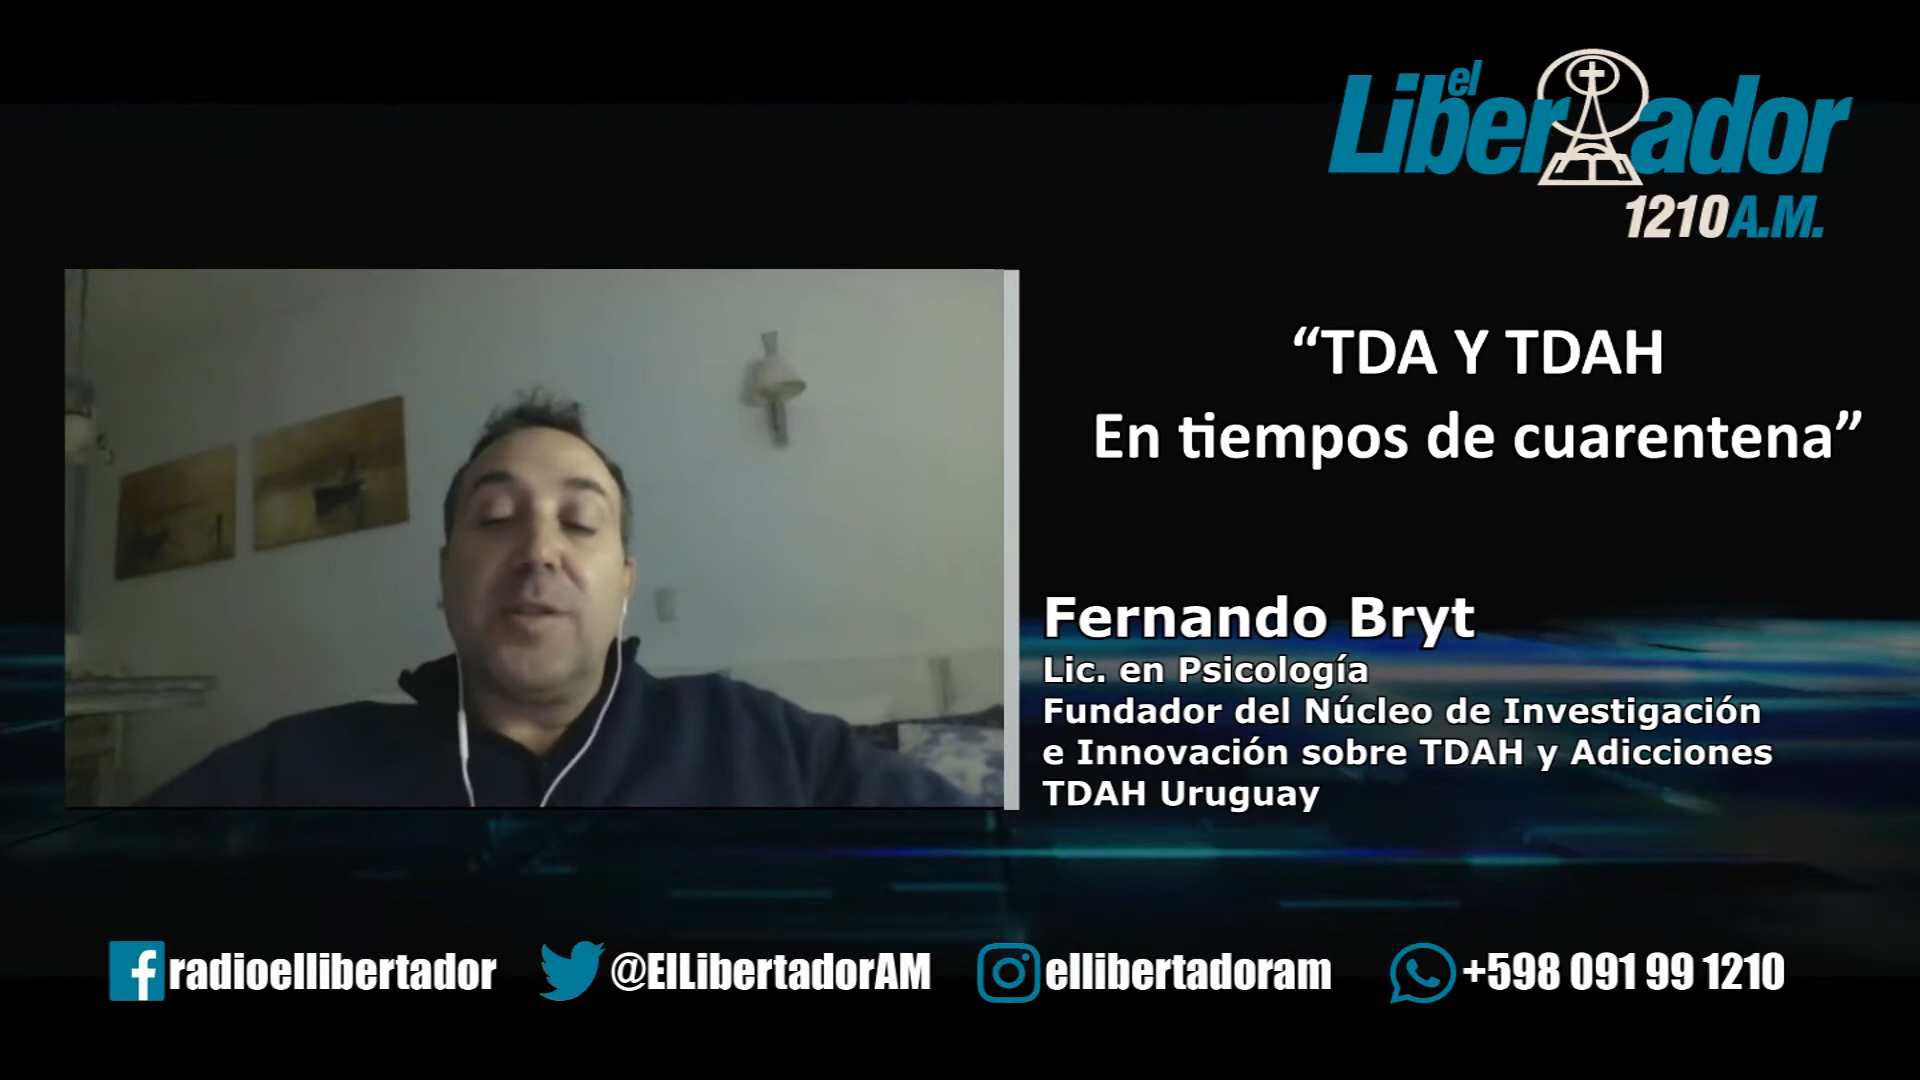 el
Libertador
1210 A.M.
“TDA Y TDAH
En tiempos de cuarentena”
Fernando Bryt
Lic. en Psicología
Fundador del Núcleo de Investigación
e Innovación sobre TDAH y Adicciones
TDAH Uruguay
radioellibertador
@ElLibertadorAM
ellibertadoram
+598 091 99 1210